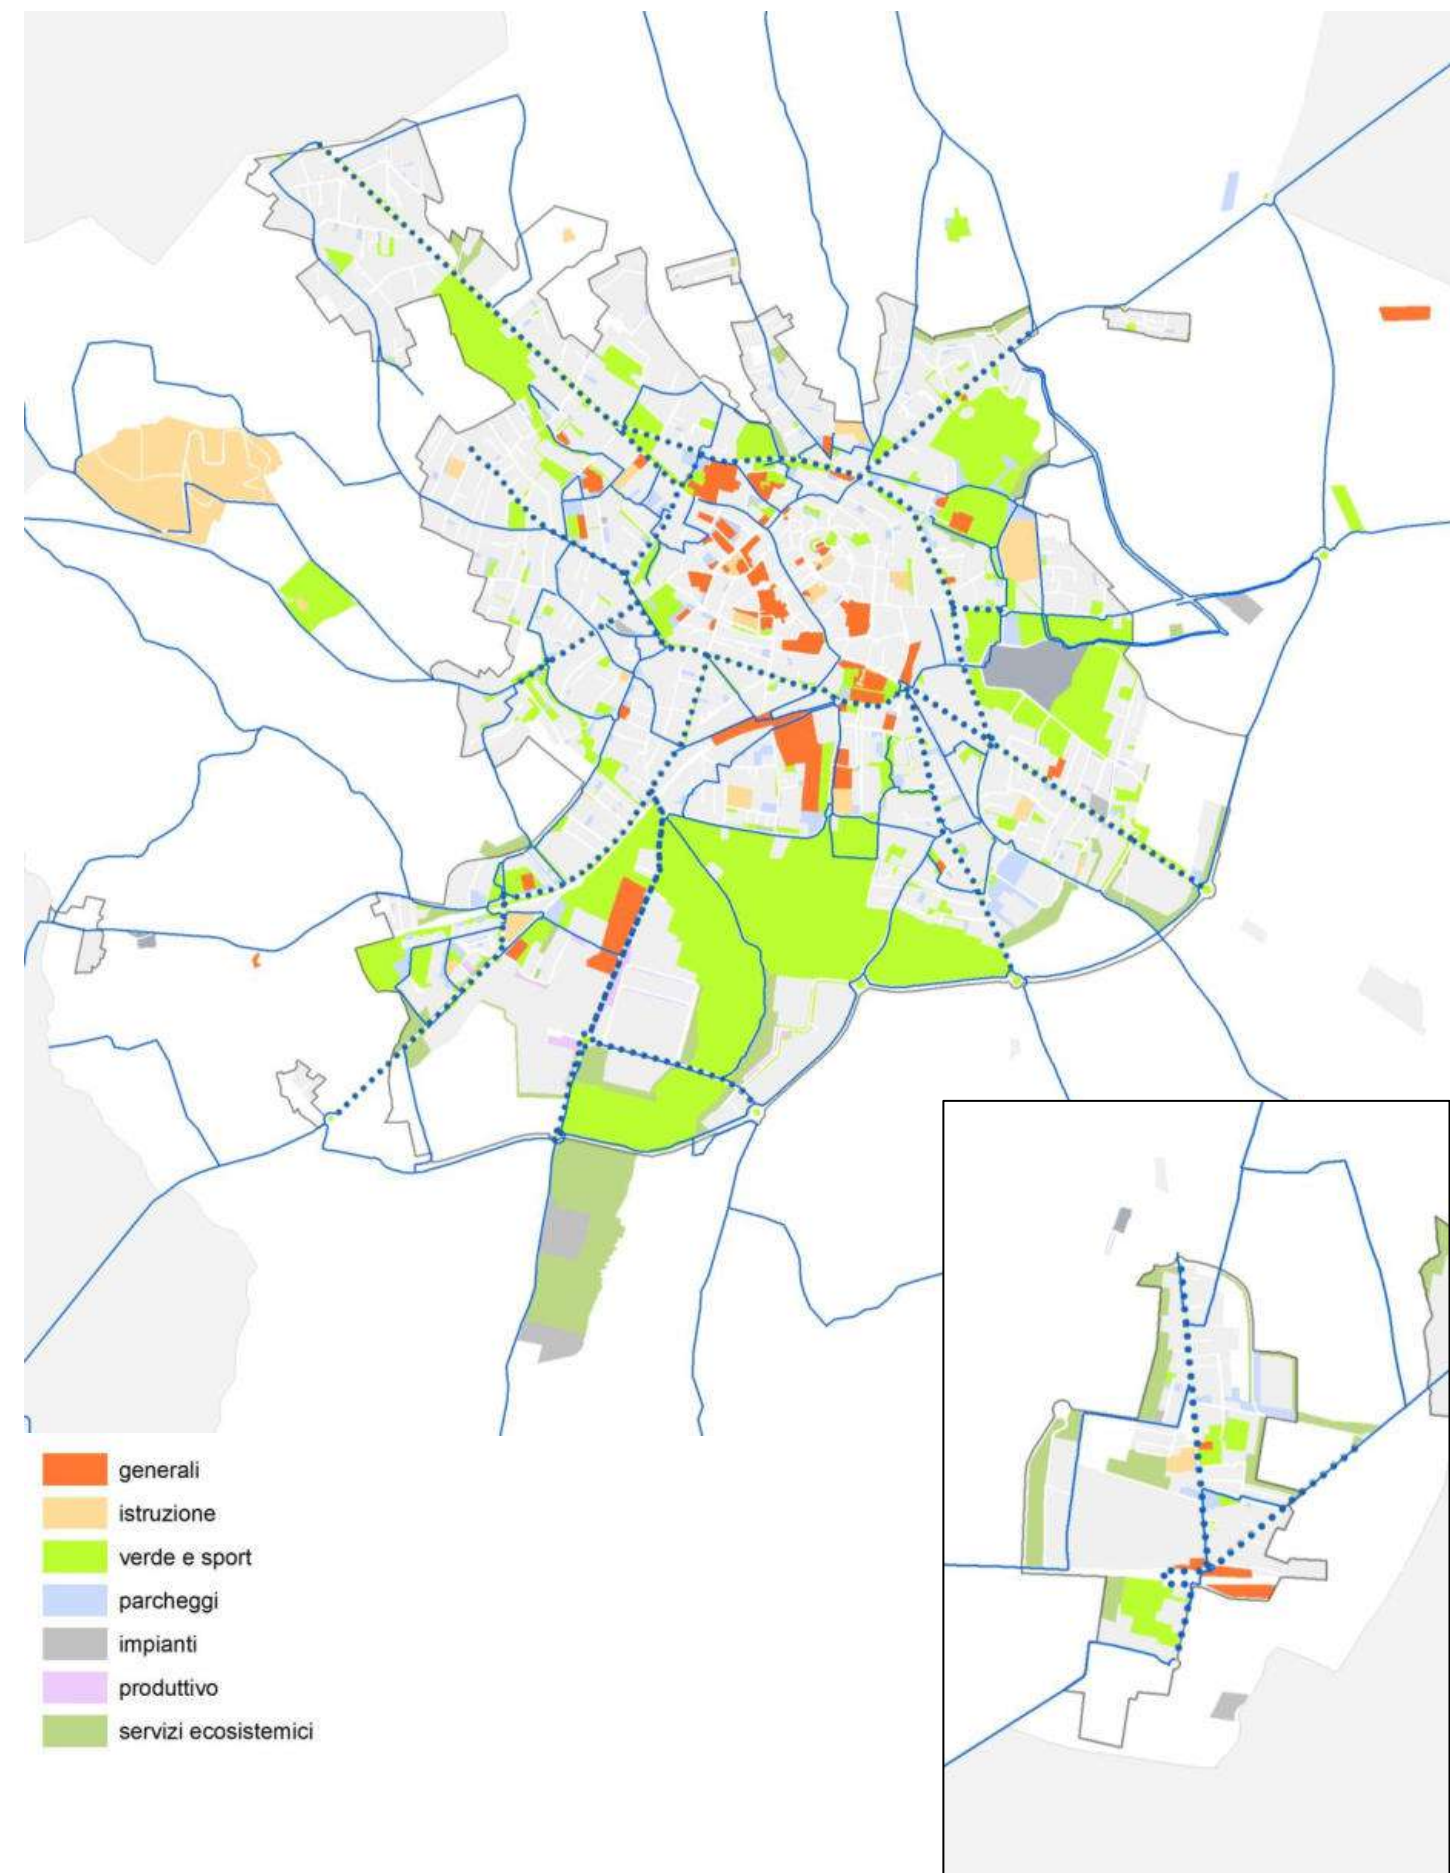 generali
istruzione
verde e sport
parcheggi
impianti
produttivo
servizi ecosistemici